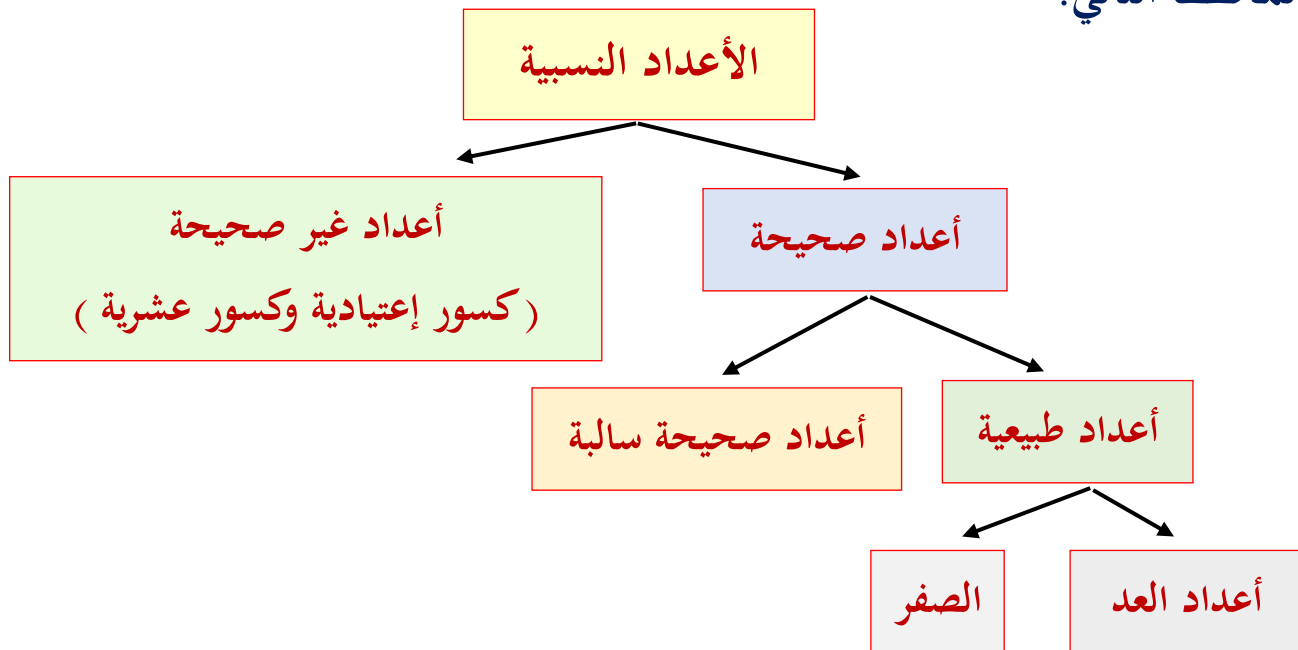 التالي:
الأعداد النسبية
أعداد صحيحة
أعداد غير صحيحة
( كسور إعتيادية وكسور عشرية )
أعداد طبيعية
أعداد صحيحة سالبة
أعداد العد
الصفر